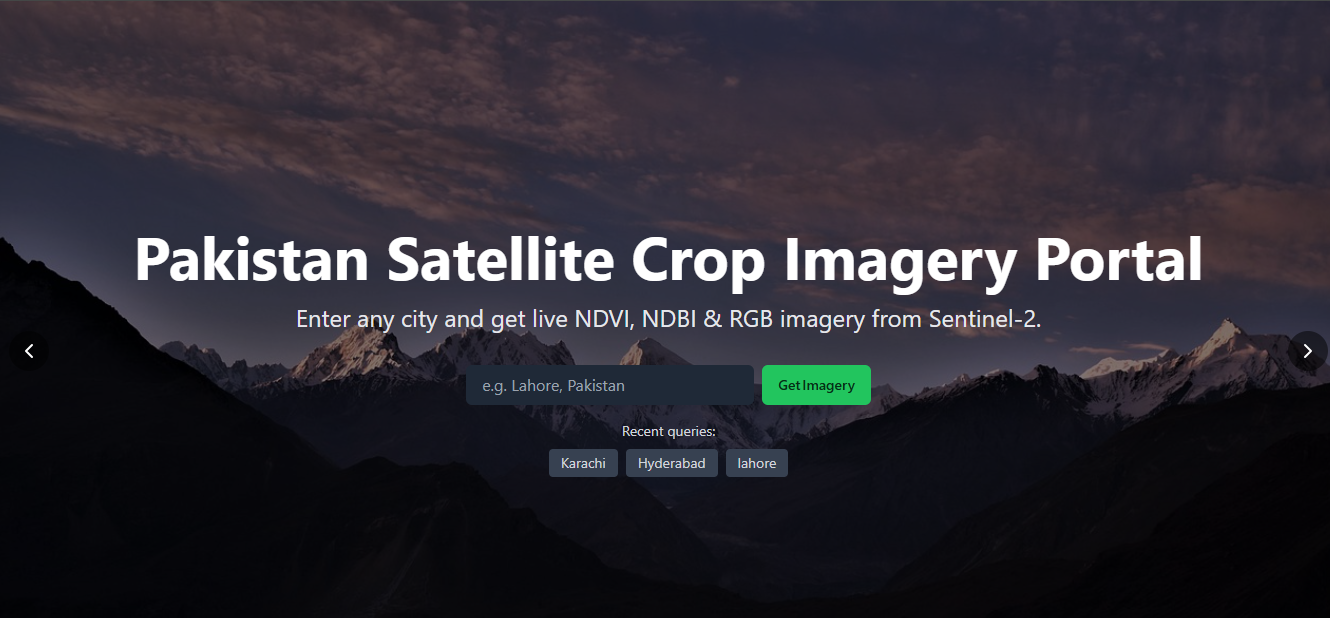 Pakistan Satellite Crop Imagery Portal
Enter any city and get live NDVI, NDBI & RGB imagery from Sentinel-2.
e.g. Lahore, Pakistan
Get Imagery
Recent queries:
Karachi
Hyderabad
lahore